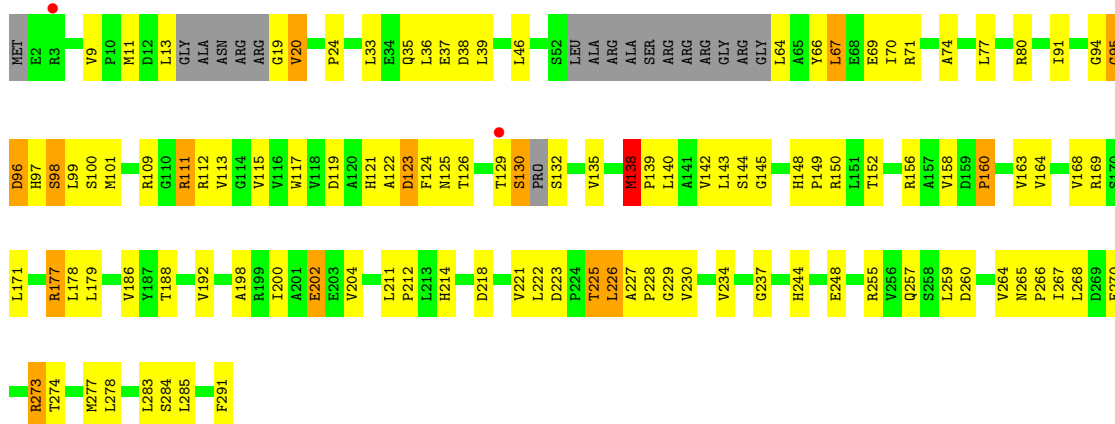 MET E2 R3 V9 P10 M11 D12 L13 GLY ALA ASN ARG ARG G19 V20 P24 L33 E34 Q35 L36 E37 D38 L39 L46 S52 LEU ALA ARG ALA SER ARG ARG ARG GLY ARG GLY L64 A65 Y66 L67 E68 E69 I70 R71 A74 L77 R80 I91 G94 G95
D96 H97 S98 L99 S100 M101 R109 G110 R111 R112 V113 G114 V115 V116 W117 V118 D119 A120 H121 A122 D123 F124 N125 T126 T129 S130 PRO S132 V135 M138 P139 L140 A141 V142 L143 S144 G145 H148 P149 R150 L151 T152 R156 A157 V158 D159 P160 V163 V164 V168 R169 S170
L171 R177 L178 L179 V186 Y187 T188 V192 A198 R199 I200 A201 E202 E203 V204 L211 P212 L213 H214 D218 V221 L222 D223 P224 T225 L226 A227 P228 G229 V230 V234 G237 H244 E248 R255 V256 Q257 S258 L259 D260 V264 N265 P266 I267 L268 D269
R273 T274 M277 L278 L283 S284 L285 F291